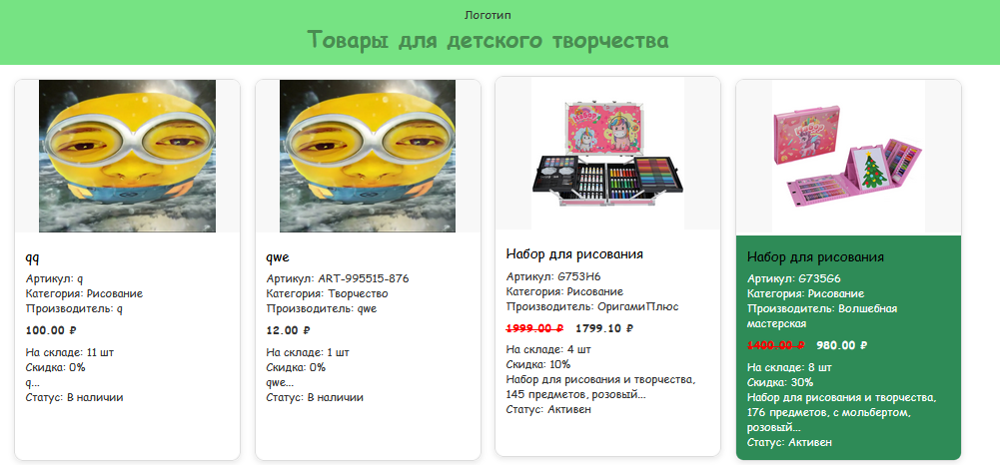 Логотип
Товары для детского творчества
qq
Артикул: q
Категория: Рисование
Производитель: q
100.00 ₽
На складе: 11 шт
Скидка: 0%
q...
Статус: В наличии
qwe
Артикул: ART-995515-876
Категория: Творчество
Производитель: qwe
12.00 ₽
На складе: 1 шт
Скидка: 0%
qwe...
Статус: В наличии
Набор для рисования
Артикул: G753H6
Категория: Рисование
Производитель: ОригамиПлюс
1999.00 ₽ 1799.10 ₽
На складе: 4 шт
Скидка: 10%
Набор для рисования и творчества,
145 предметов, розовый...
Статус: Активен
Набор для рисования
Артикул: G735G6
Категория: Рисование
Производитель: Волшебная
мастерская
1400.00 ₽ 980.00 ₽
На складе: 8 шт
Скидка: 30%
Набор для рисования и творчества,
176 предметов, с мольбертом,
розовый...
Статус: Активен